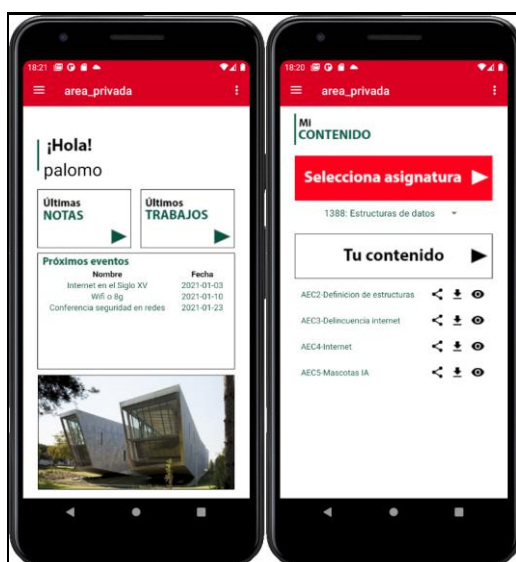 18:21
area_privada
¡Hola!
palomo
Últimas
NOTAS
Últimos
TRABAJOS
Próximos eventos
Nombre Fecha
Internet en el Siglo XV 2021-01-03
Wifi o 8g 2021-01-10
Conferencia seguridad en redes 2021-01-23
18:20
area_privada
Mi
CONTENIDO
Selecciona asignatura
1388: Estructuras de datos
Tu contenido
AEC2-Definicion de estructuras
AEC3-Delincuencia internet
AEC4-Internet
AEC5-Mascotas IA